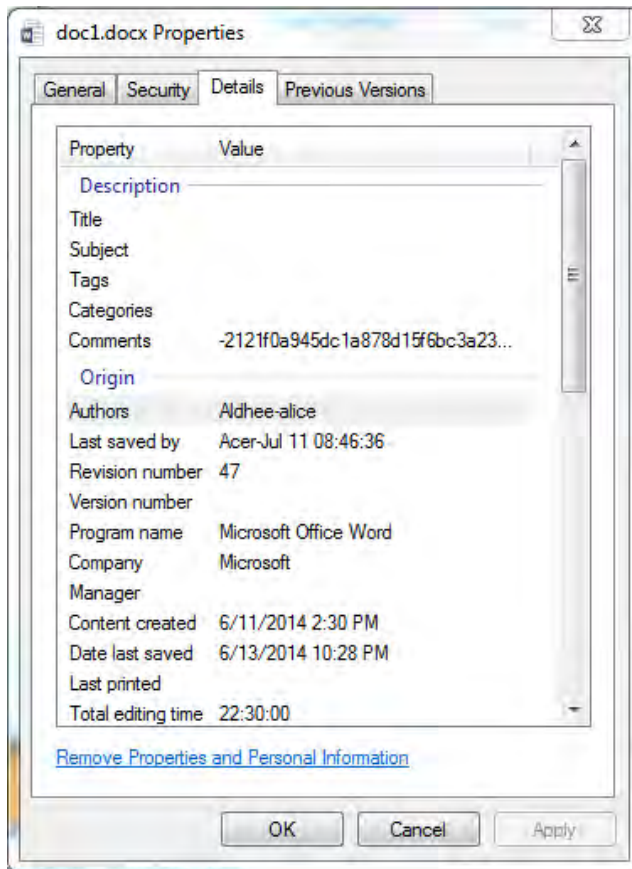 doc1.docx Properties
General Security Details Previous Versions
Property Value
Description
Title
Subject
Tags
Categories
Comments -2121f0a945dc1a878d15f6bc3a23...
Origin
Authors Aldhee-alice
Last saved by Acer-Jul 11 08:46:36
Revision number 47
Version number
Program name Microsoft Office Word
Company Microsoft
Manager
Content created 6/11/2014 2:30 PM
Date last saved 6/13/2014 10:28 PM
Last printed
Total editing time 22:30:00
Remove Properties and Personal Information
OK Cancel Apply